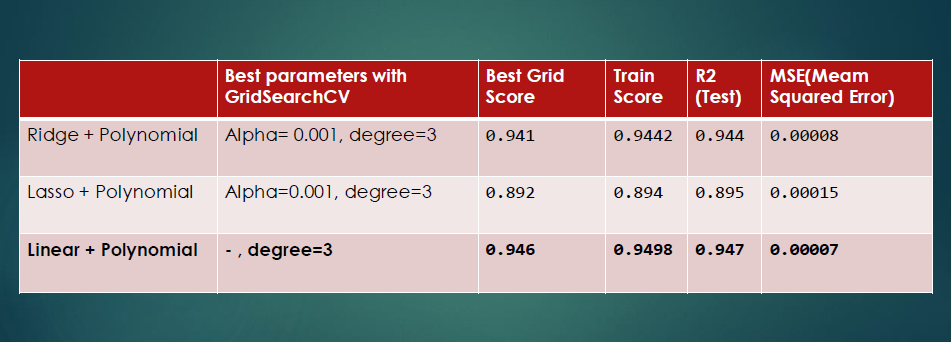 Best parameters with GridSearchCV Best Grid Score Train Score R2 (Test) MSE(Meam Squared Error)
Ridge + Polynomial Alpha= 0.001, degree=3 0.941 0.9442 0.944 0.00008
Lasso + Polynomial Alpha=0.001, degree=3 0.892 0.894 0.895 0.00015
Linear + Polynomial - , degree=3 0.946 0.9498 0.947 0.00007